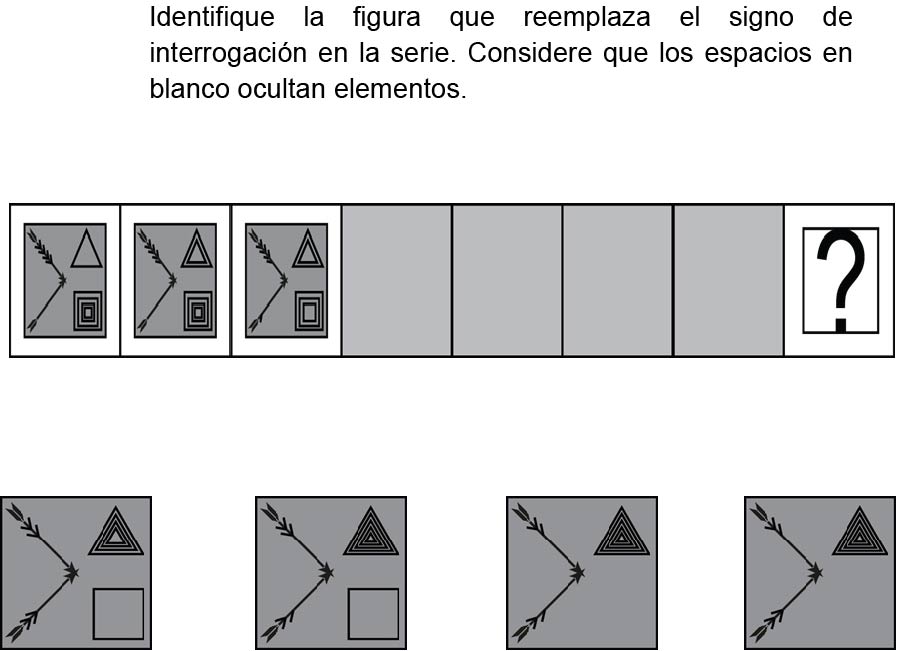 Identifique la figura que reemplaza el signo de
interrogación en la serie. Considere que los espacios en
blanco ocultan elementos.
?